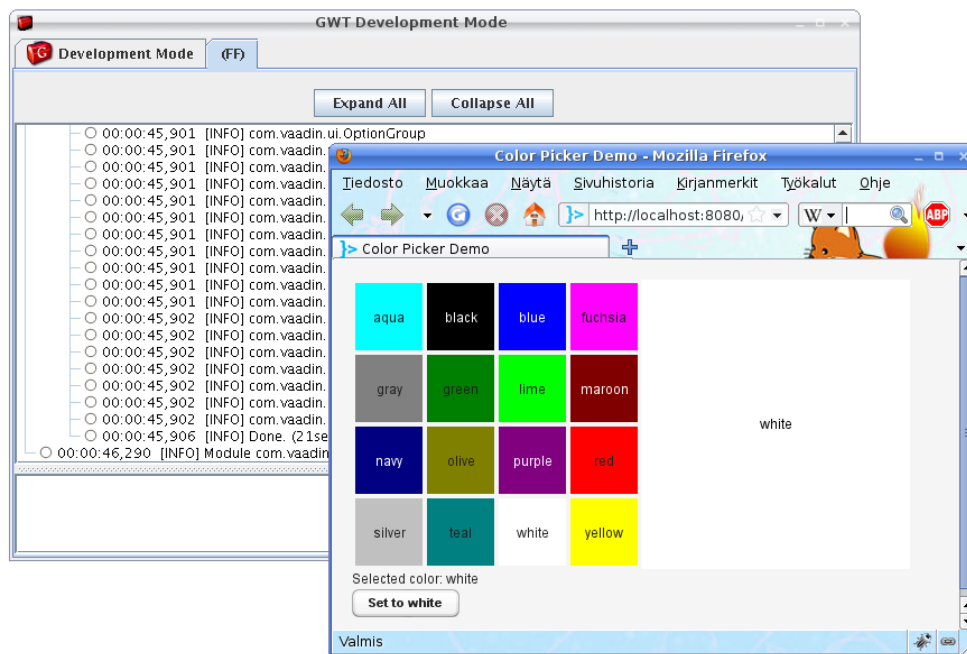 GWT Development Mode
Development Mode
(FF)
Expand All
Collapse All
00:00:45,901 [INFO] com.vaadin.ui.OptionGroup
00:00:45,901 [INFO] com.vaadin.
00:00:45,901 [INFO] com.vaadin.
00:00:45,901 [INFO] com.vaadin.
00:00:45,901 [INFO] com.vaadin.
00:00:45,901 [INFO] com.vaadin.
00:00:45,901 [INFO] com.vaadin.
00:00:45,901 [INFO] com.vaadin.
00:00:45,901 [INFO] com.vaadin.
00:00:45,901 [INFO] com.vaadin.
00:00:45,901 [INFO] com.vaadin.
00:00:45,902 [INFO] com.vaadin.
00:00:45,902 [INFO] com.vaadin.
00:00:45,902 [INFO] com.vaadin.
00:00:45,902 [INFO] com.vaadin.
00:00:45,902 [INFO] com.vaadin.
00:00:45,902 [INFO] com.vaadin.
00:00:45,902 [INFO] com.vaadin.
00:00:45,906 [INFO] Done. (21se
00:00:46,290 [INFO] Module com.vaadin
Color Picker Demo - Mozilla Firefox
Tiedosto Muokkaa Näytä Sivuhistoria Kirjanmerkit Työkalut Ohje
}> http://localhost:8080/
W
ABP
}> Color Picker Demo
aqua black blue fuchsia
gray green lime maroon
white
navy olive purple red
silver teal white yellow
Selected color: white
Set to white
Valmis